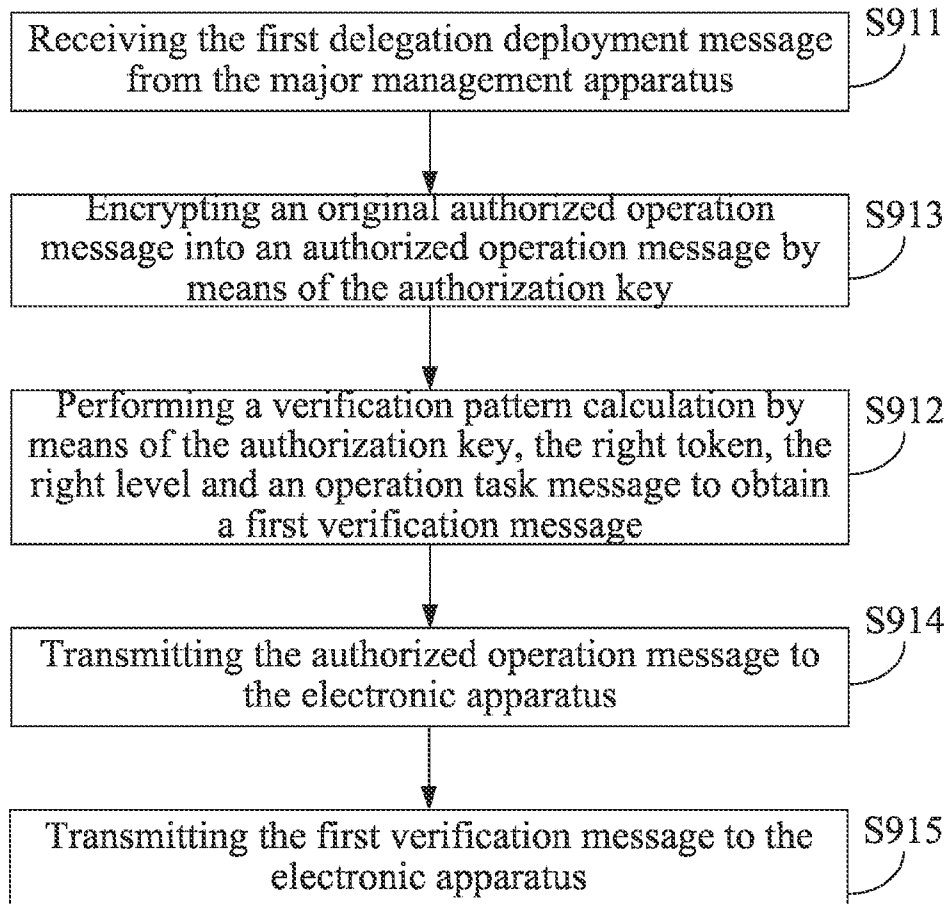 S911
Receiving the first delegation deployment message
from the major management apparatus
S913
Encrypting an original authorized operation
message into an authorized operation message by
means of the authorization key
S912
Performing a verification pattern calculation by
means of the authorization key, the right token, the
right level and an operation task message to obtain
a first verification message
S914
Transmitting the authorized operation message to
the electronic apparatus
S915
Transmitting the first verification message to the
electronic apparatus